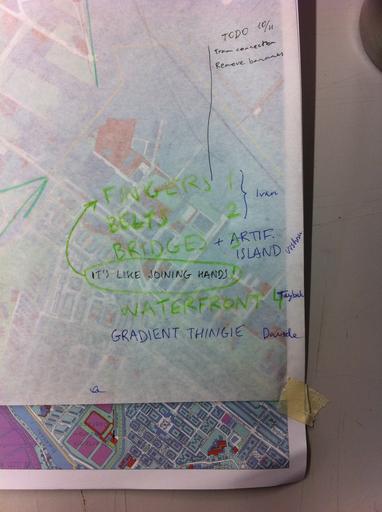 TODO 10/11
Tram connection
Remove
FINGERS 1
BELTS 2
Ivan
BRIDGES + ARTIF. ISLAND
IT'S LIKE JOINING HANDS!
WATERFRONT 4
GRADIENT THINGIE Davide
a